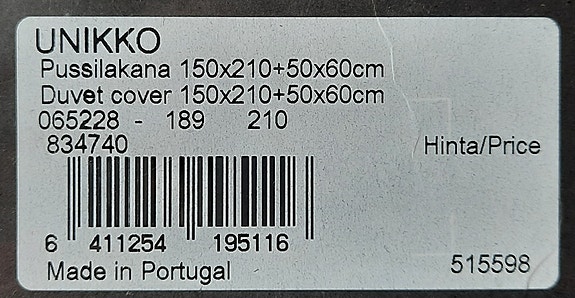 UNIKKO
Pussilakana 150x210+50x60cm
Duvet cover 150x210+50x60cm
065228 - 189 210
834740 Hinta/Price
6 411254 195116
Made in Portugal 515598